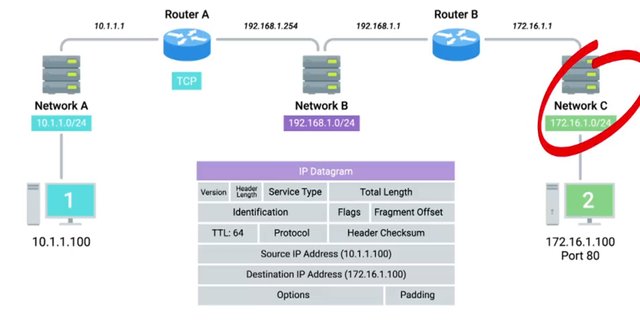 Router A
Router B
10.1.1.1
192.168.1.254
192.168.1.1
172.16.1.1
TCP
Network A
Network B
Network C
10.1.1.0/24
192.168.1.0/24
172.16.1.0/24
IP Datagram
Version Header Length Service Type Total Length
Identification Flags Fragment Offset
TTL: 64 Protocol Header Checksum
Source IP Address (10.1.1.100)
Destination IP Address (172.16.1.100)
Options Padding
1
10.1.1.100
2
172.16.1.100
Port 80